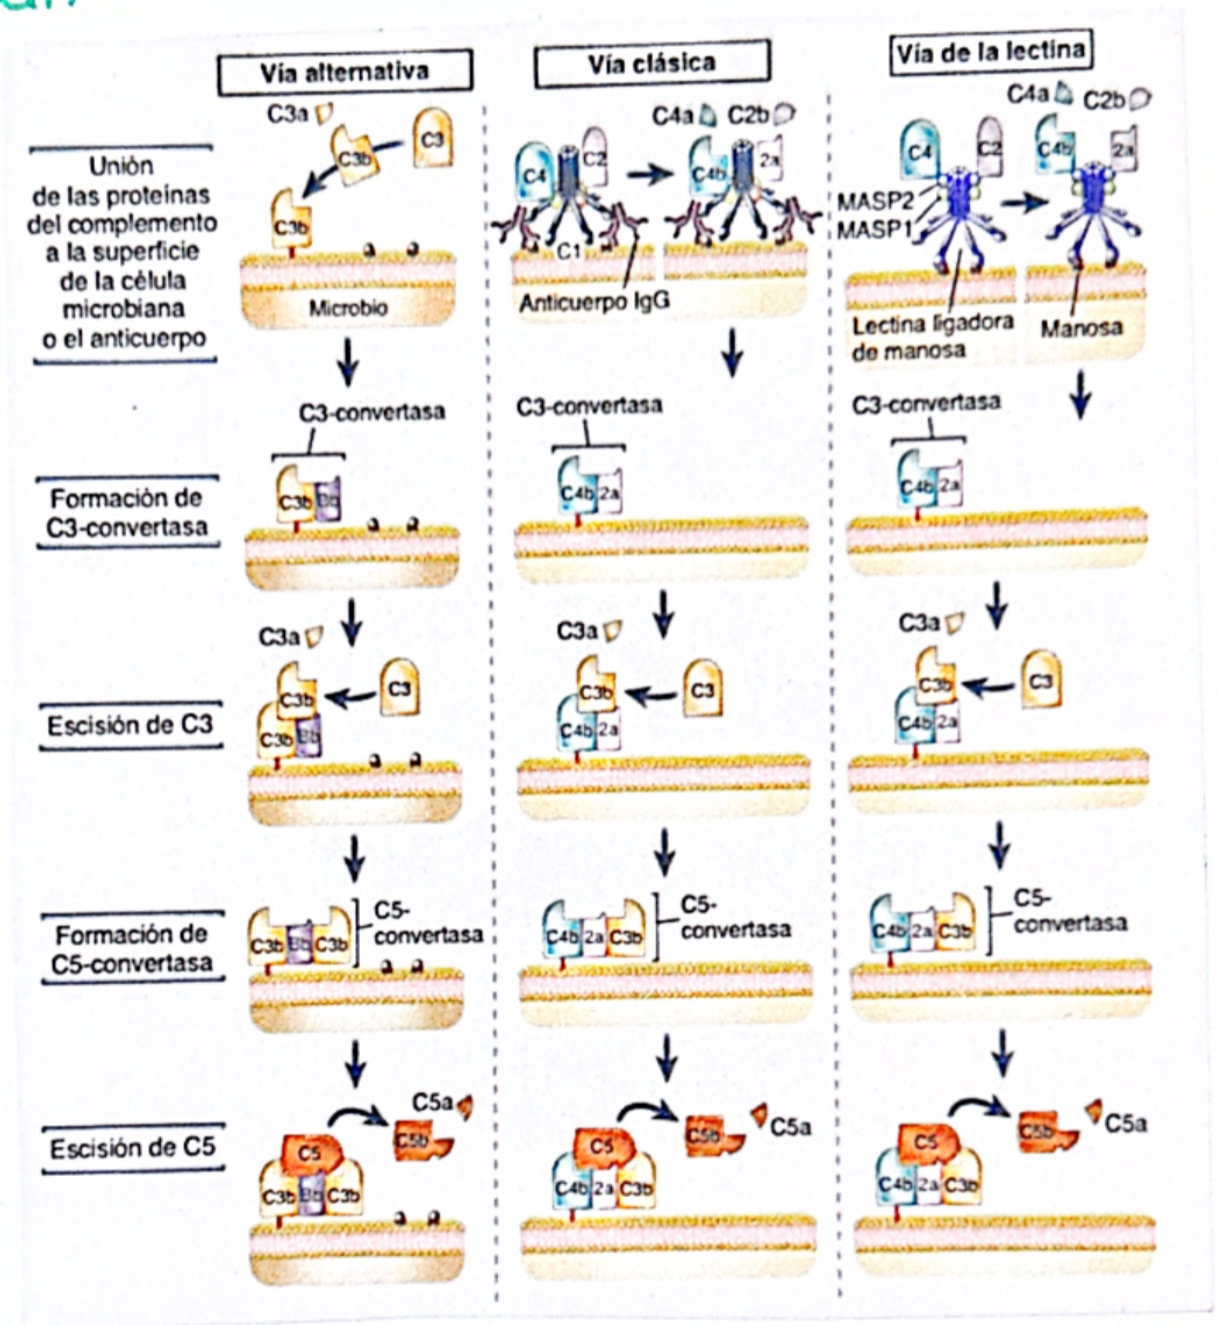 Vía alternativa
Vía clásica
Vía de la lectina
Unión
de las proteínas
del complemento
a la superficie
de la célula
microbiana
o el anticuerpo
C3a
C3b
C3
C3b
Microbio
C4a
C2b
C4
C2
C4b
2a
C1
Anticuerpo IgG
C4a
C2b
C4
C2
C4b
2a
MASP2
MASP1
Lectina ligadora
de manosa
Manosa
Formación de
C3-convertasa
C3-convertasa
C3b
Bb
C3-convertasa
C4b
2a
C3-convertasa
C4b
2a
Escisión de C3
C3a
C3b
C3
C3b
Bb
C3a
C3b
C3
C4b
2a
C3a
C3b
C3
C4b
2a
Formación de
C5-convertasa
C3b
Bb
C3b
C5-
convertasa
C4b
2a
C3b
C5-
convertasa
C4b
2a
C3b
C5-
convertasa
Escisión de C5
C5a
C5b
C5
C3b
Bb
C3b
C5a
C5b
C5
C4b
2a
C3b
C5a
C5b
C5
C4b
2a
C3b